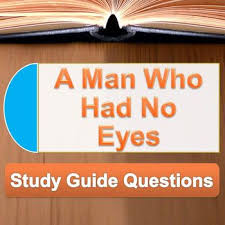 A Man Who
Had No
Eyes
Study Guide Questions